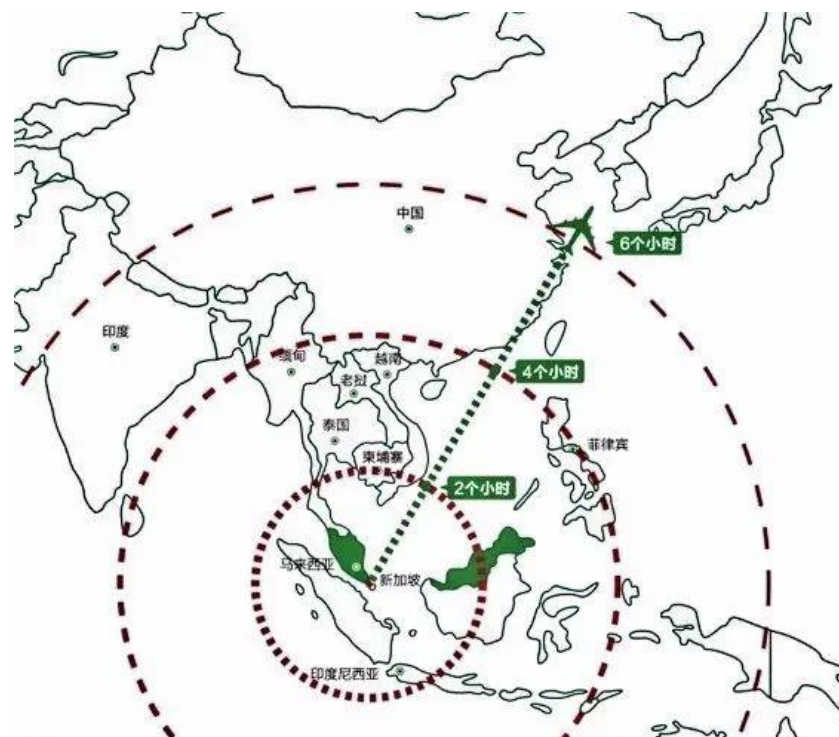 中国
6个小时
印度
缅甸
越南
4个小时
老挝
泰国
菲律宾
柬埔寨
2个小时
马来西亚
新加坡
印度尼西亚